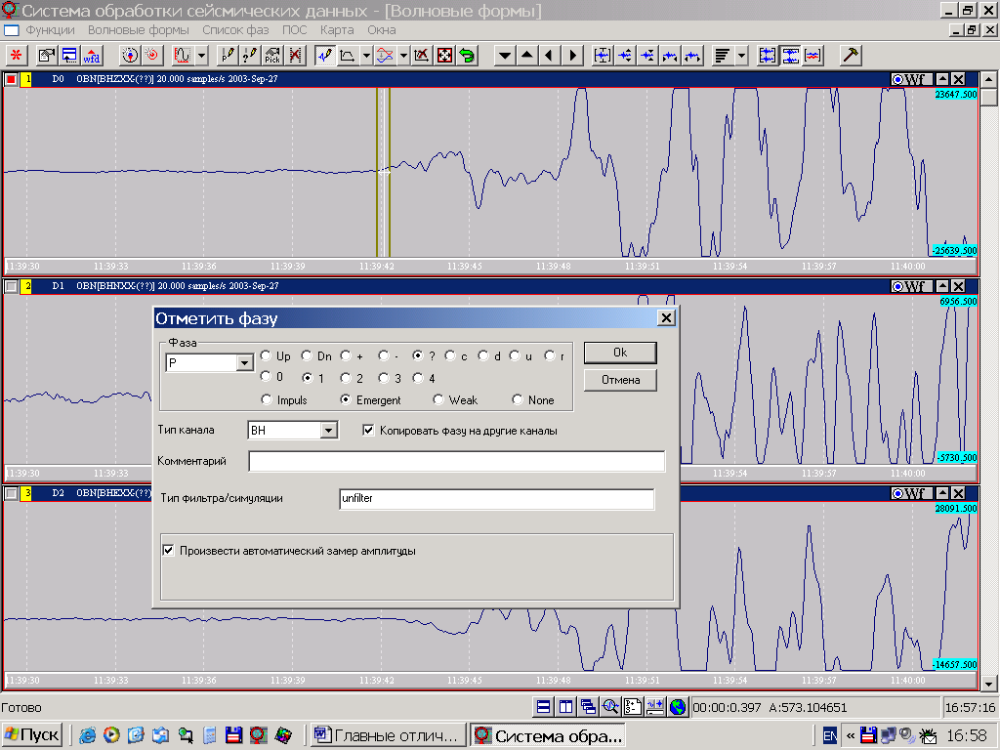 Система обработки сейсмических данных - [Волновые формы]
Функции Волновые формы Список фаз ПОС Карта Окна
wfd P ? Pick
1 D0 OBN[BHZXX-(??)] 20.000 samples/s 2003-Sep-27 Wf
23647.500
-25639.500
11:39:30 11:39:33 11:39:36 11:39:39 11:39:42 11:39:45 11:39:48 11:39:51 11:39:54 11:39:57 11:40:00
2 D1 OBN[BHNXX-(??)] 20.000 samples/s 2003-Sep-27 Wf
6956.500
Отметить фазу
Фаза
P Up Dn + - ? c d u r Ok
0 1 2 3 4 Отмена
Impuls Emergent Weak None
Тип канала BH Копировать фазу на другие каналы
Комментарий
-5730.500
11:39:30 11:39:33 11:39:54 11:39:57 11:40:00
3 D2 OBN[BHEXX-(??)] Wf
Тип фильтра/симуляции unfilter
28091.500
Произвести автоматический замер амплитуды
-14657.500
11:39:30 11:39:33 11:39:36 11:39:39 11:39:42 11:39:45 11:39:48 11:39:51 11:39:54 11:39:57 11:40:00
Готово 00:00:0.397 A:573.104651 16:57:16
Пуск Главные отлич... Система обра... EN « 16:58